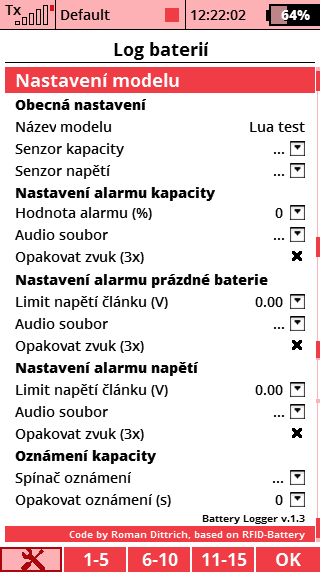 Tx Default 12:22:02 64%
Log baterií
Nastavení modelu
Obecná nastavení
Název modelu Lua test
Senzor kapacity ...
Senzor napětí ...
Nastavení alarmu kapacity
Hodnota alarmu (%) 0
Audio soubor ...
Opakovat zvuk (3x)
Nastavení alarmu prázdné baterie
Limit napětí článku (V) 0.00
Audio soubor ...
Opakovat zvuk (3x)
Nastavení alarmu napětí
Limit napětí článku (V) 0.00
Audio soubor ...
Opakovat zvuk (3x)
Oznámení kapacity
Spínač oznámení ...
Opakovat oznámení (s) 0
Battery Logger v.1.3
Code by Roman Dittrich, based on RFID-Battery
1-5 6-10 11-15 OK